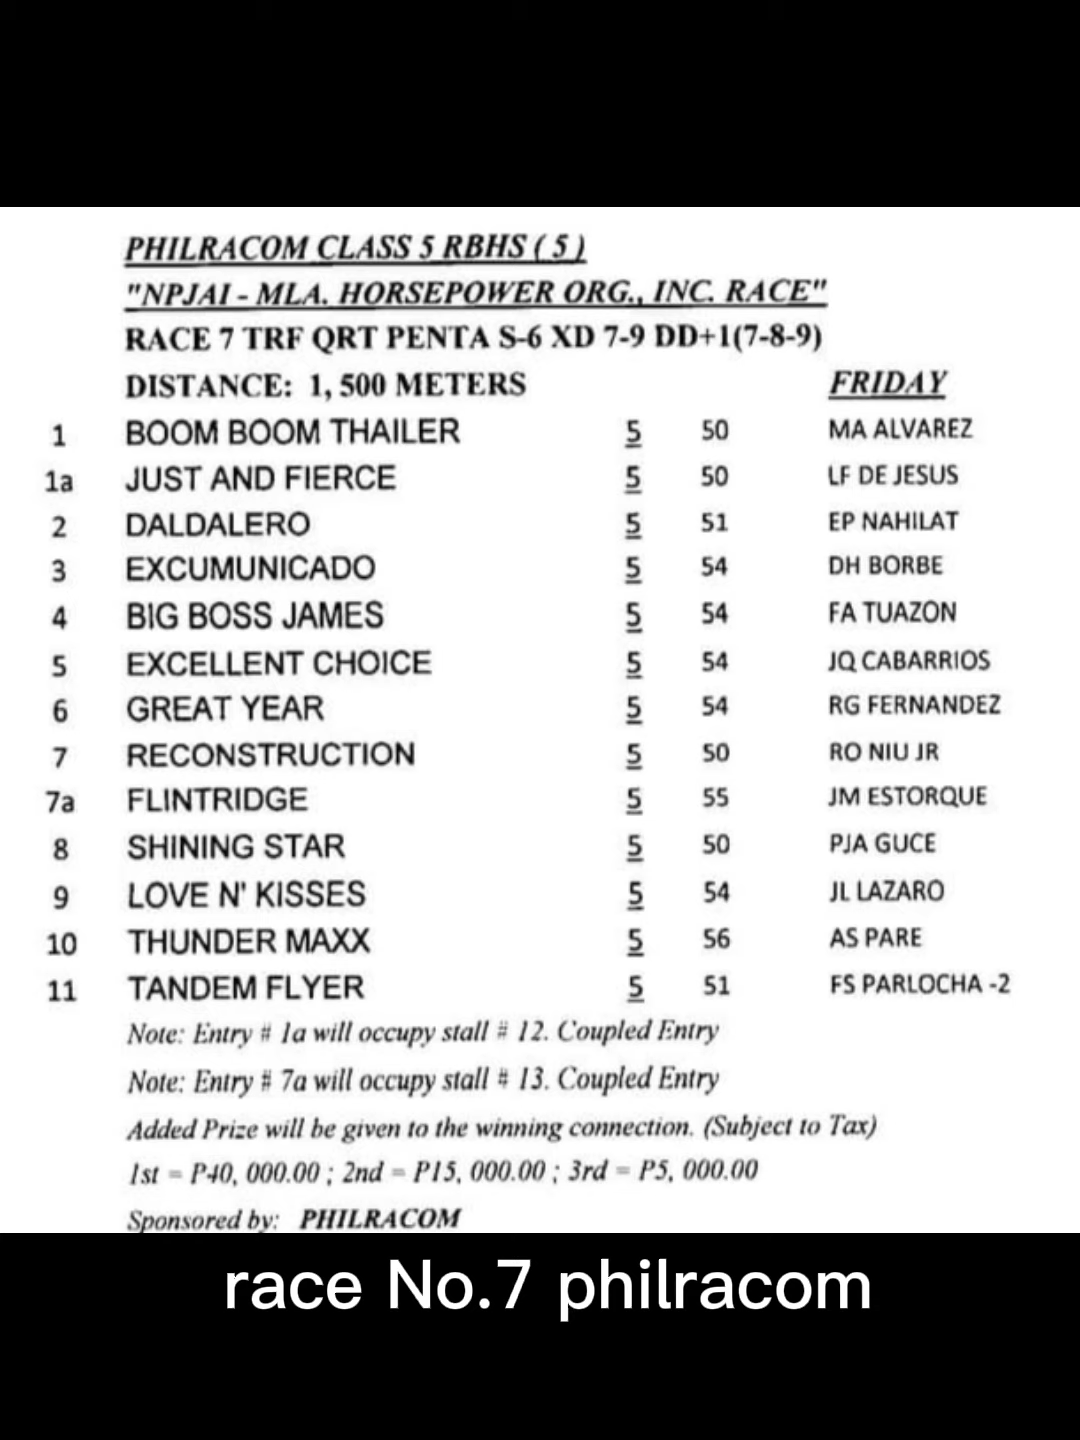 PHILRACOM CLASS 5 RBHS ( 5 )
"NPJAI - MLA. HORSEPOWER ORG., INC. RACE"
RACE 7 TRF QRT PENTA S-6 XD 7-9 DD+1(7-8-9)
DISTANCE: 1, 500 METERS FRIDAY
1 BOOM BOOM THAILER 5 50 MA ALVAREZ
1a JUST AND FIERCE 5 50 LF DE JESUS
2 DALDALERO 5 51 EP NAHILAT
3 EXCUMUNICADO 5 54 DH BORBE
4 BIG BOSS JAMES 5 54 FA TUAZON
5 EXCELLENT CHOICE 5 54 JQ CABARRIOS
6 GREAT YEAR 5 54 RG FERNANDEZ
7 RECONSTRUCTION 5 50 RO NIU JR
7a FLINTRIDGE 5 55 JM ESTORQUE
8 SHINING STAR 5 50 PJA GUCE
9 LOVE N' KISSES 5 54 JL LAZARO
10 THUNDER MAXX 5 56 AS PARE
11 TANDEM FLYER 5 51 FS PARLOCHA -2
Note: Entry # 1a will occupy stall # 12. Coupled Entry
Note: Entry # 7a will occupy stall # 13. Coupled Entry
Added Prize will be given to the winning connection. (Subject to Tax)
1st = P40, 000.00 ; 2nd = P15, 000.00 ; 3rd = P5, 000.00
Sponsored by: PHILRACOM
race No.7 philracom